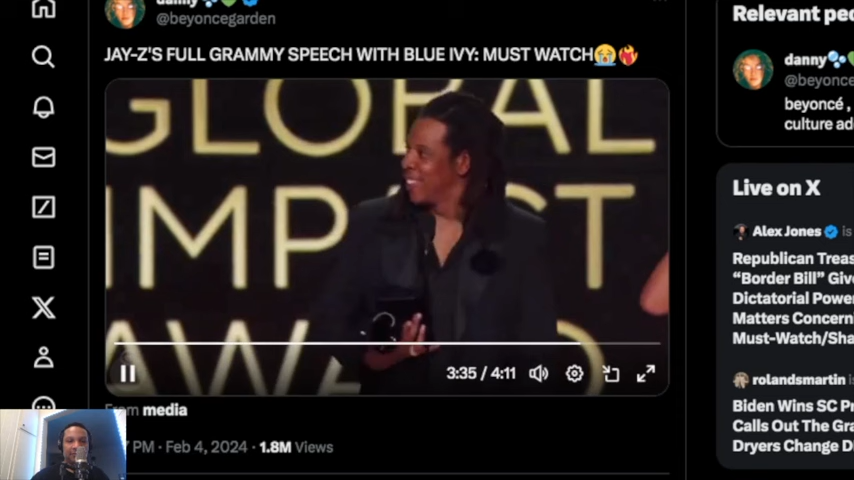 danny
@beyoncegarden
JAY-Z'S FULL GRAMMY SPEECH WITH BLUE IVY: MUST WATCH😭❤️‍🔥
GLOBAL
IMPACT
AWARD
3:35 / 4:11
From media
PM · Feb 4, 2024 · 1.8M Views
Relevant peo
danny
@beyonce
beyoncé ,
culture ad
Live on X
Alex Jones is
Republican Treas
"Border Bill" Give
Dictatorial Power
Matters Concern
Must-Watch/Sha
rolandsmartin
Biden Wins SC Pr
Calls Out The Gra
Dryers Change D